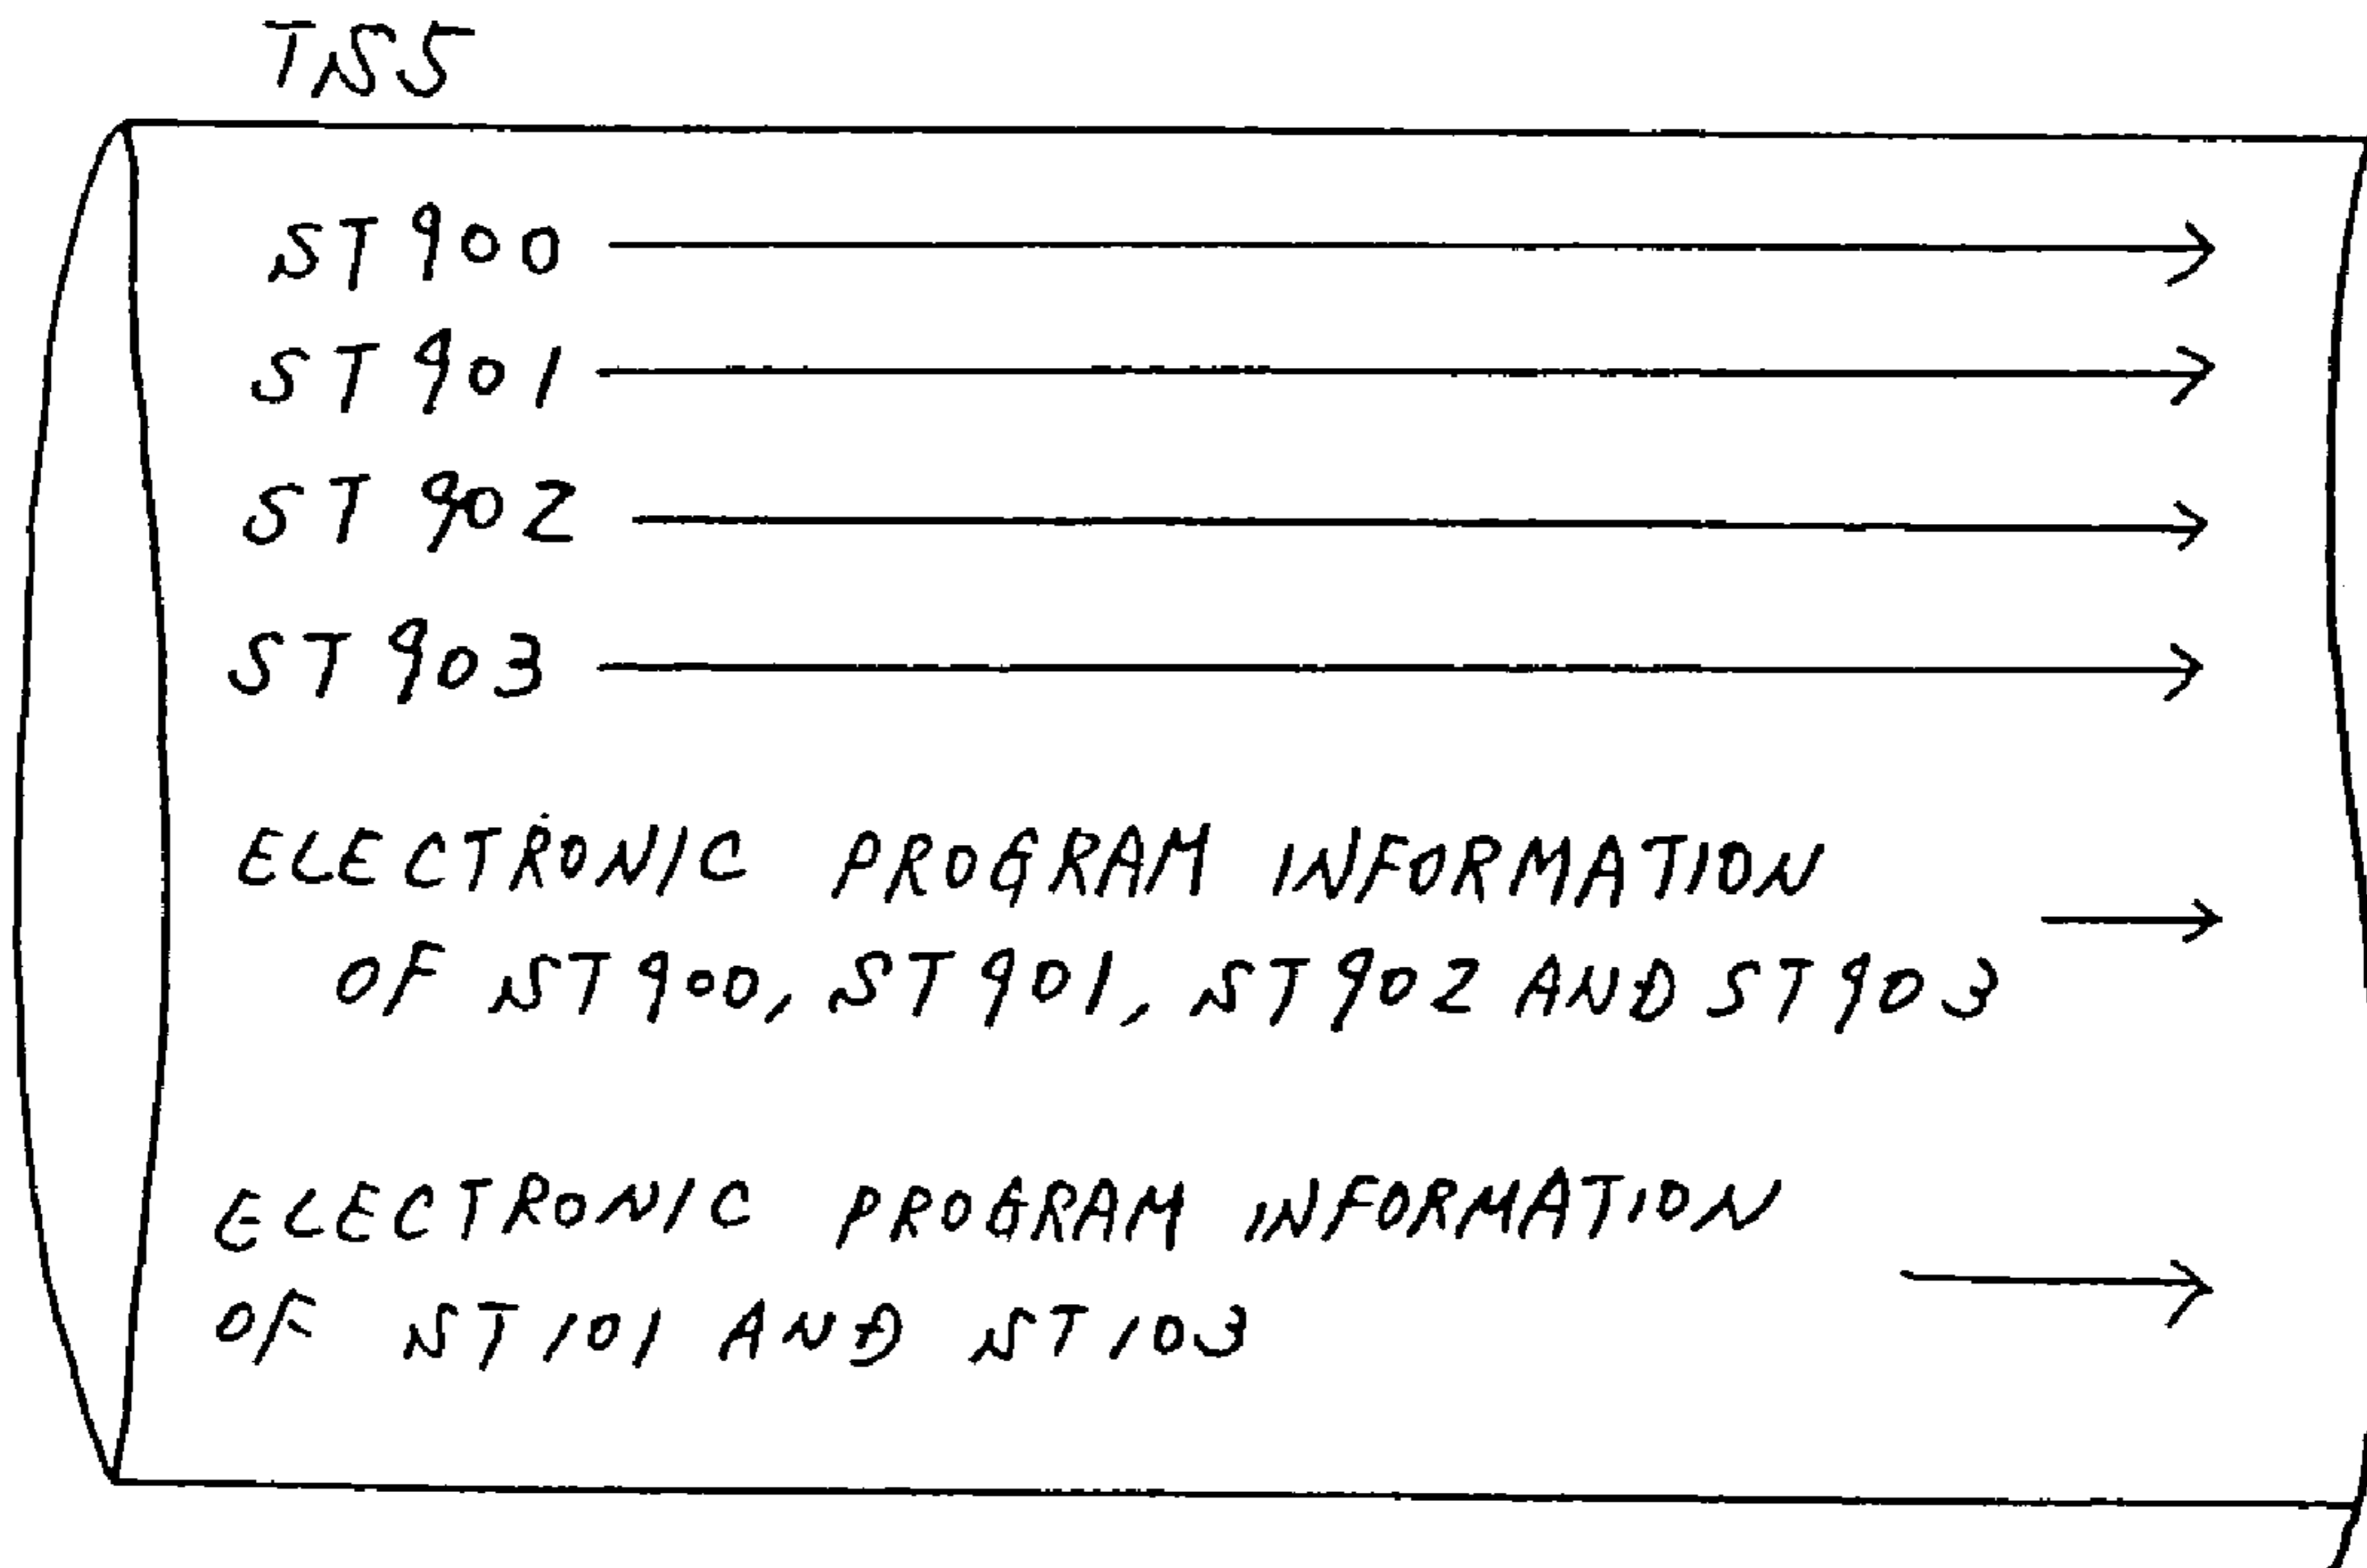 TS5
ST900
ST901
ST902
ST903
ELECTRONIC PROGRAM INFORMATION
OF ST900, ST901, ST902 AND ST903
ELECTRONIC PROGRAM INFORMATION
OF ST101 AND ST103